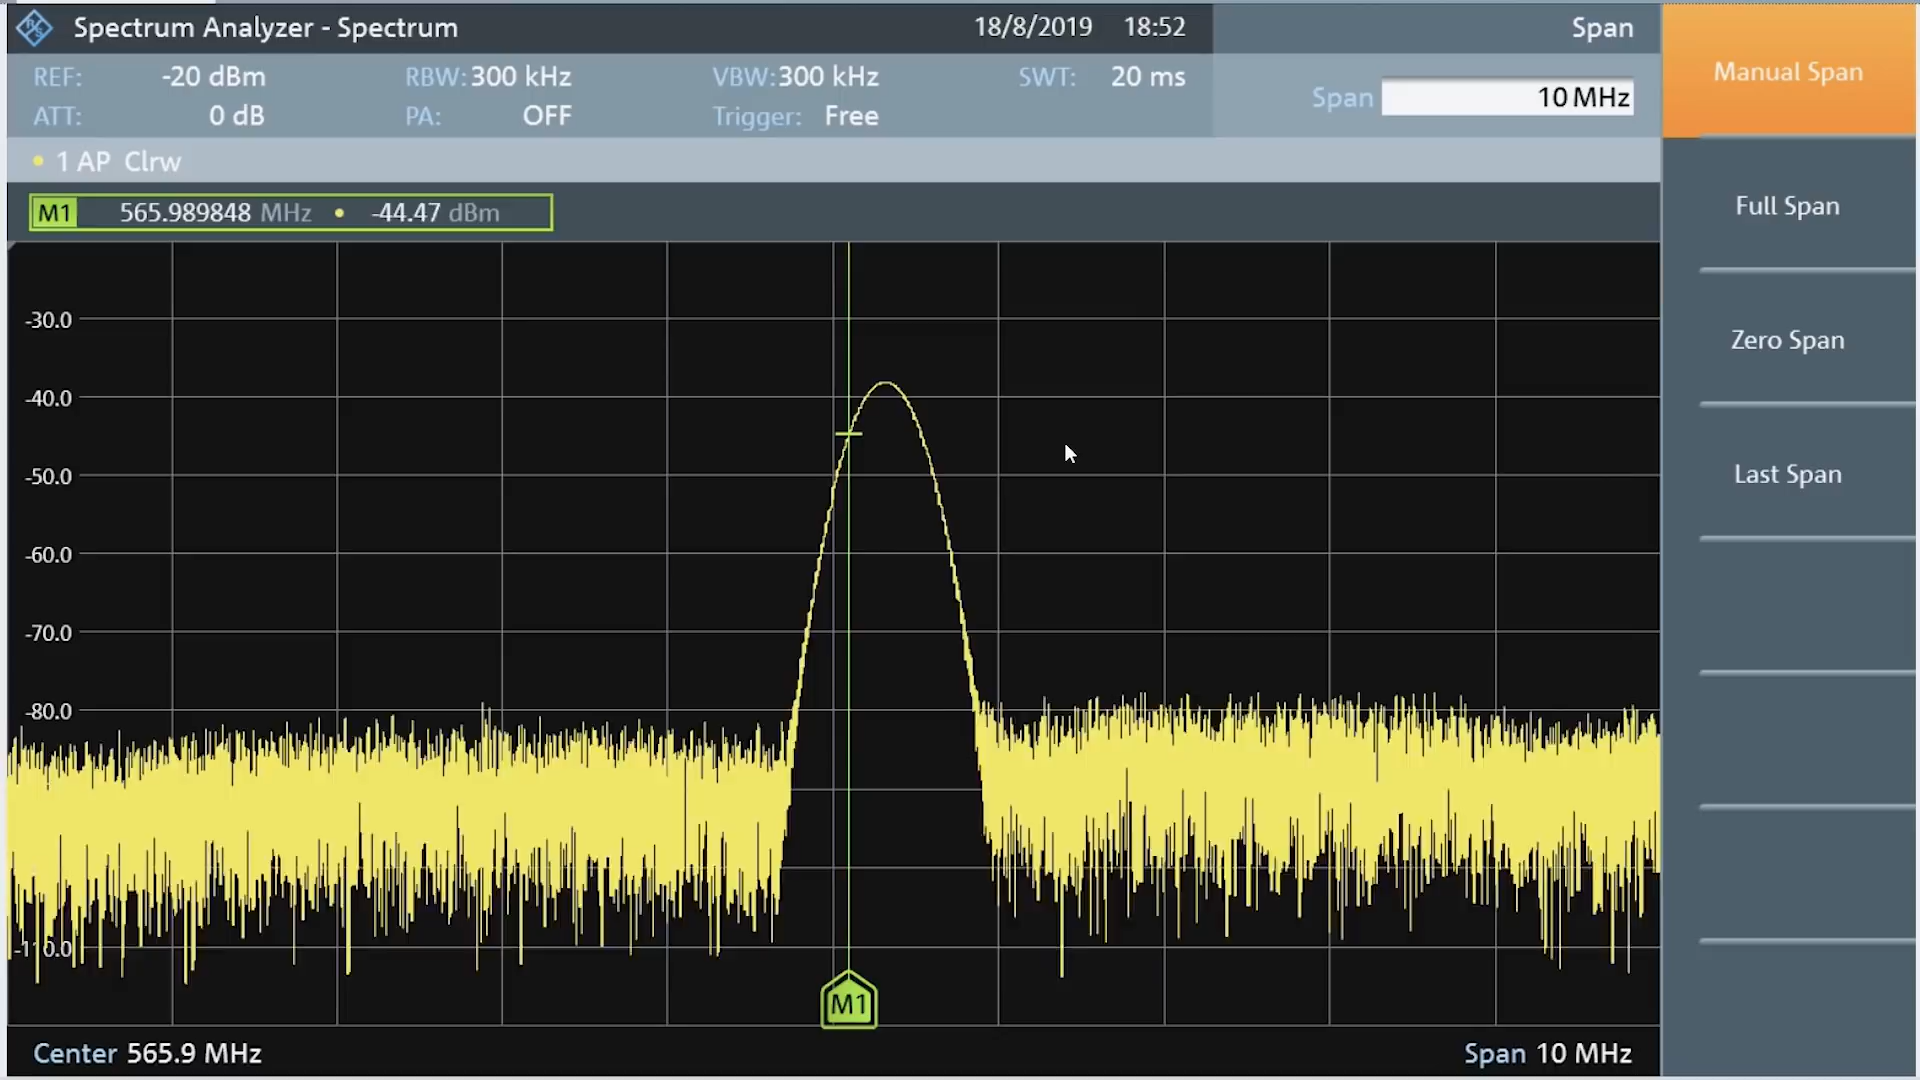 Spectrum Analyzer - Spectrum 18/8/2019 18:52 Span
REF: -20 dBm RBW: 300 kHz VBW: 300 kHz SWT: 20 ms
Span 10 MHz
ATT: 0 dB PA: OFF Trigger: Free
1 AP Clrw
M1 565.989848 MHz • -44.47 dBm
-30.0
-40.0
-50.0
-60.0
-70.0
-80.0
-110.0
M1
Center 565.9 MHz Span 10 MHz
Manual Span
Full Span
Zero Span
Last Span